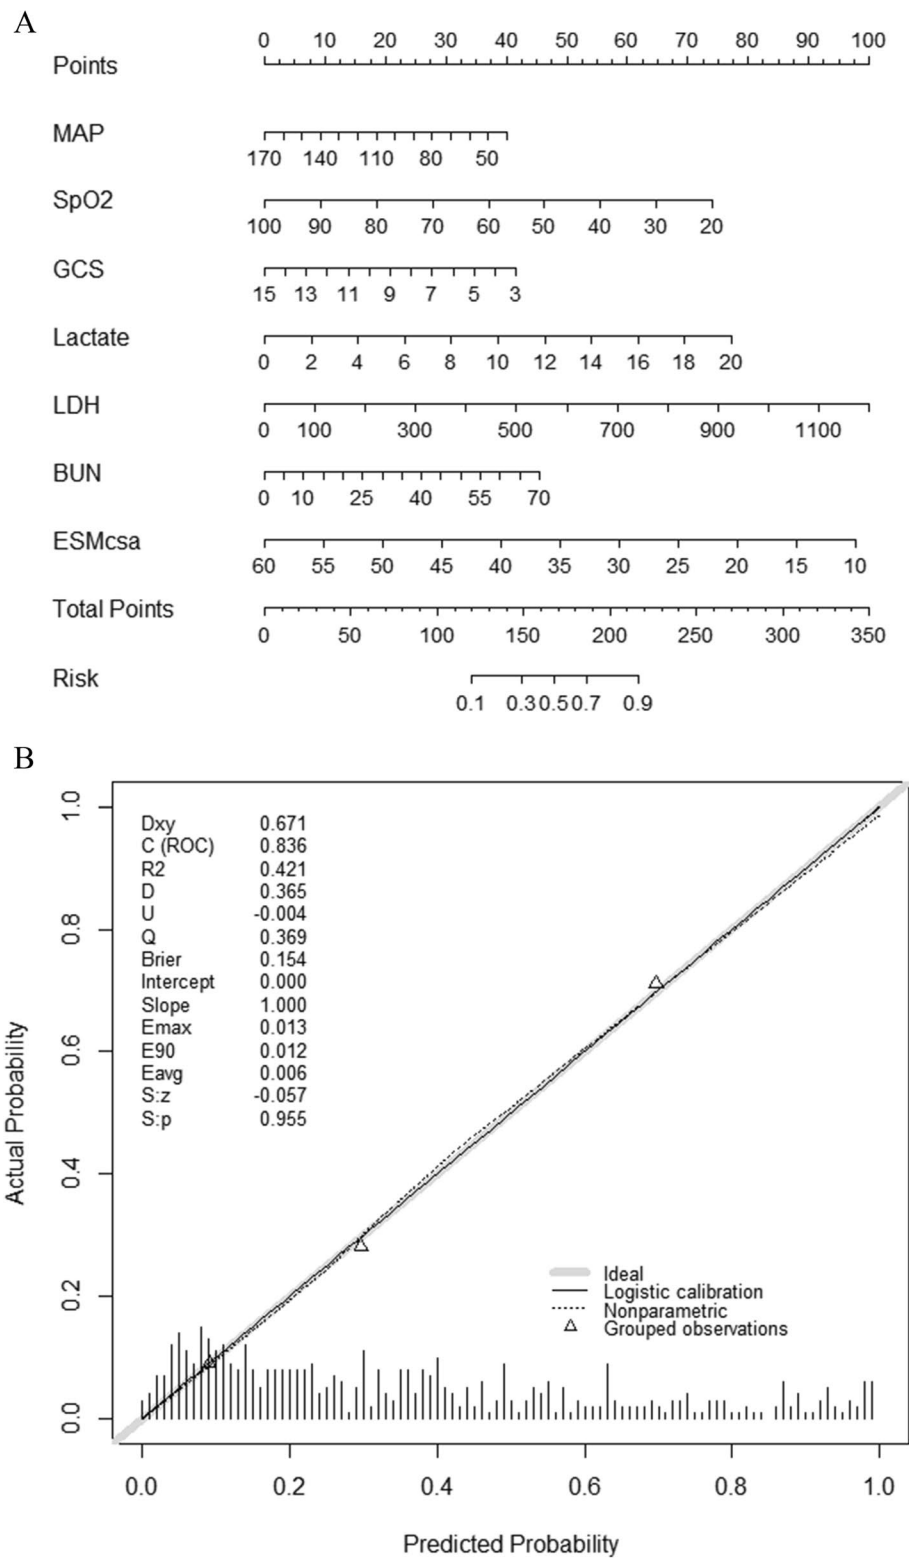 A
0 10 20 30 40 50 60 70 80 90 100
Points
MAP
170 140 110 80 50
SpO2
100 90 80 70 60 50 40 30 20
GCS
15 13 11 9 7 5 3
Lactate
0 2 4 6 8 10 12 14 16 18 20
LDH
0 100 300 500 700 900 1100
BUN
0 10 25 40 55 70
ESMcsa
60 55 50 45 40 35 30 25 20 15 10
Total Points
0 50 100 150 200 250 300 350
Risk
0.1 0.3 0.5 0.7 0.9
B
Dxy 0.671
C (ROC) 0.836
R2 0.421
D 0.365
U -0.004
Q 0.369
Brier 0.154
Intercept 0.000
Slope 1.000
Emax 0.013
E90 0.012
Eavg 0.006
S:z -0.057
S:p 0.955
1.0
0.8
0.6
0.4
0.2
0.0
Actual Probability
Ideal
Logistic calibration
Nonparametric
Grouped observations
0.0 0.2 0.4 0.6 0.8 1.0
Predicted Probability